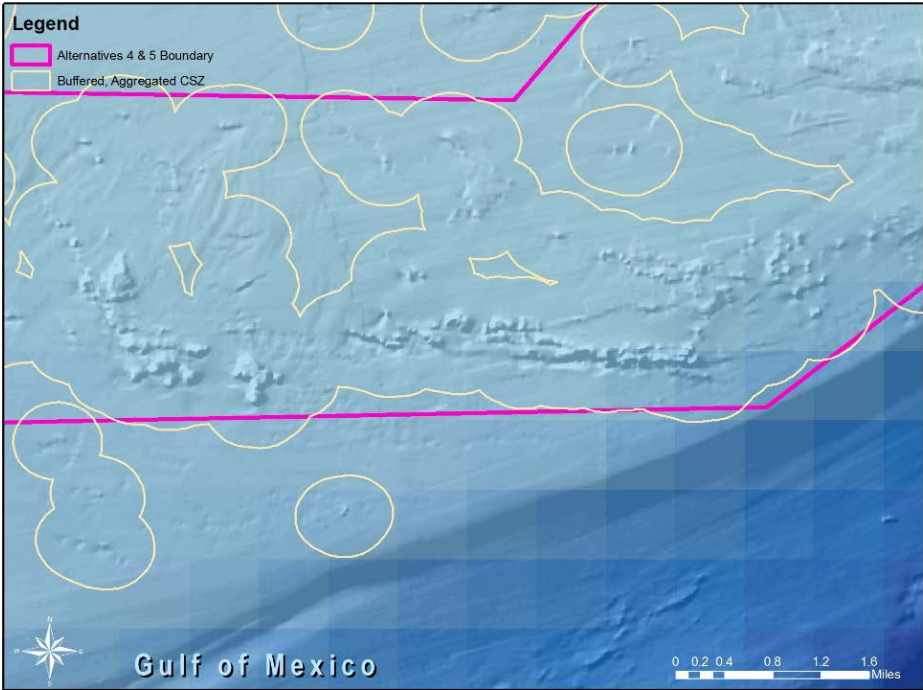 Legend
Alternatives 4 & 5 Boundary
Buffered, Aggregated CSZ
N
W E
S
Gulf of Mexico
0 0.2 0.4 0.8 1.2 1.6
Miles